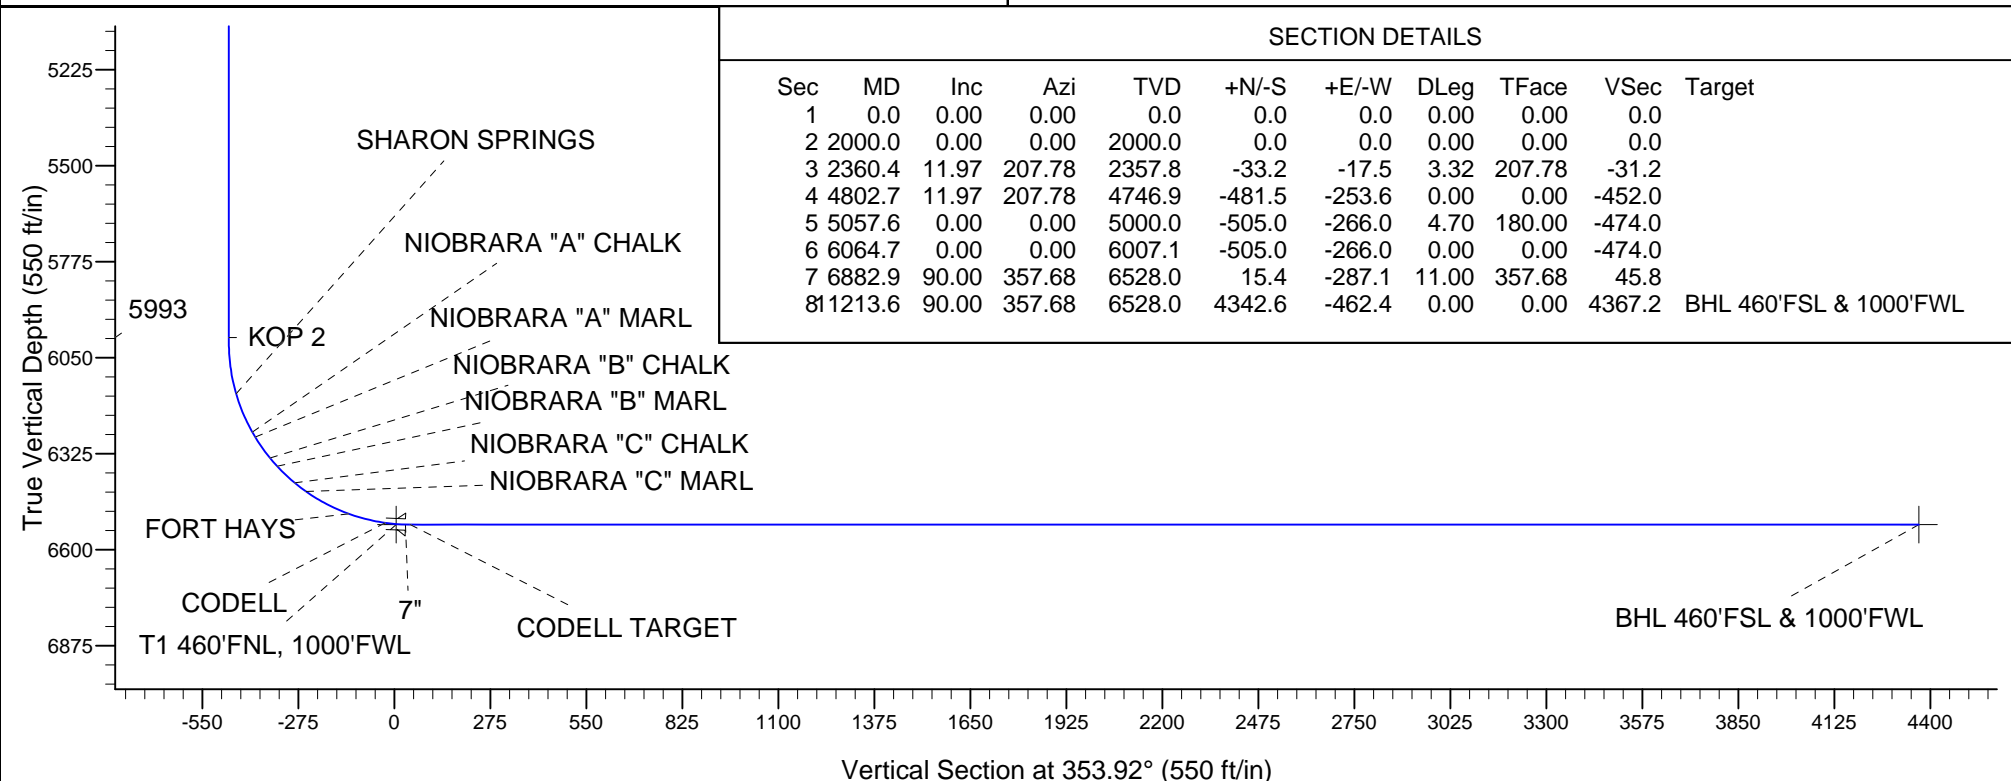 SECTION DETAILS
Sec MD Inc Azi TVD +N/-S +E/-W DLeg TFace VSec Target
1 0.0 0.00 0.00 0.0 0.0 0.0 0.00 0.00 0.0
2 2000.0 0.00 0.00 2000.0 0.0 0.0 0.00 0.00 0.0
3 2360.4 11.97 207.78 2357.8 -33.2 -17.5 3.32 207.78 -31.2
4 4802.7 11.97 207.78 4746.9 -481.5 -253.6 0.00 0.00 -452.0
5 5057.6 0.00 0.00 5000.0 -505.0 -266.0 4.70 180.00 -474.0
6 6064.7 0.00 0.00 6007.1 -505.0 -266.0 0.00 0.00 -474.0
7 6882.9 90.00 357.68 6528.0 15.4 -287.1 11.00 357.68 45.8
8 11213.6 90.00 357.68 6528.0 4342.6 -462.4 0.00 0.00 4367.2 BHL 460'FSL & 1000'FWL
True Vertical Depth (550 ft/in)
5225
5500
5775
6050
6325
6600
6875
SHARON SPRINGS
NIOBRARA "A" CHALK
5993
NIOBRARA "A" MARL
KOP 2
NIOBRARA "B" CHALK
NIOBRARA "B" MARL
NIOBRARA "C" CHALK
NIOBRARA "C" MARL
FORT HAYS
CODELL
7"
CODELL TARGET
BHL 460'FSL & 1000'FWL
T1 460'FNL, 1000'FWL
-550 -275 0 275 550 825 1100 1375 1650 1925 2200 2475 2750 3025 3300 3575 3850 4125 4400
Vertical Section at 353.92° (550 ft/in)